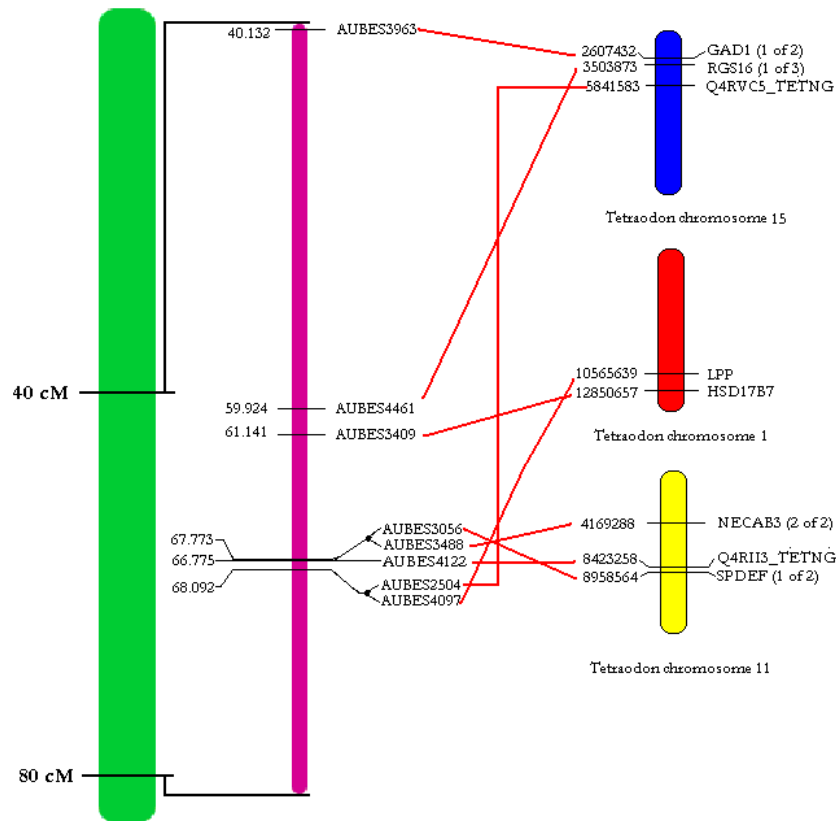 40.132
AUBES3963
2607432
GAD1 (1 of 2)
3503873
RGS16 (1 of 3)
5841583
Q4RVC5_TETNG
Tetraodon chromosome 15
40 cM
10565639
LPP
12850657
HSD17B7
59.924
AUBES4461
61.141
AUBES3409
Tetraodon chromosome 1
AUBES3056
4169288
NECAB3 (2 of 2)
67.773
AUBES3488
66.775
AUBES4122
8423258
Q4RII3_TETNG
8958564
SPDEF (1 of 2)
68.092
AUBES2504
AUBES4097
Tetraodon chromosome 11
80 cM